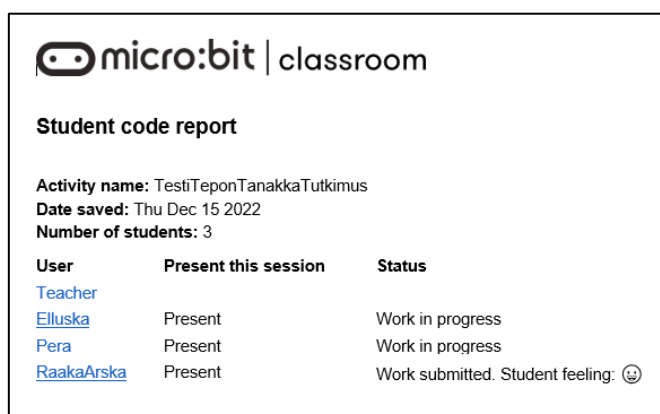 micro:bit | classroom
Student code report
Activity name: TestiTeponTanakkaTutkimus
Date saved: Thu Dec 15 2022
Number of students: 3
User Present this session Status
Teacher
Elluska Present Work in progress
Pera Present Work in progress
RaakaArska Present Work submitted. Student feeling: 😀